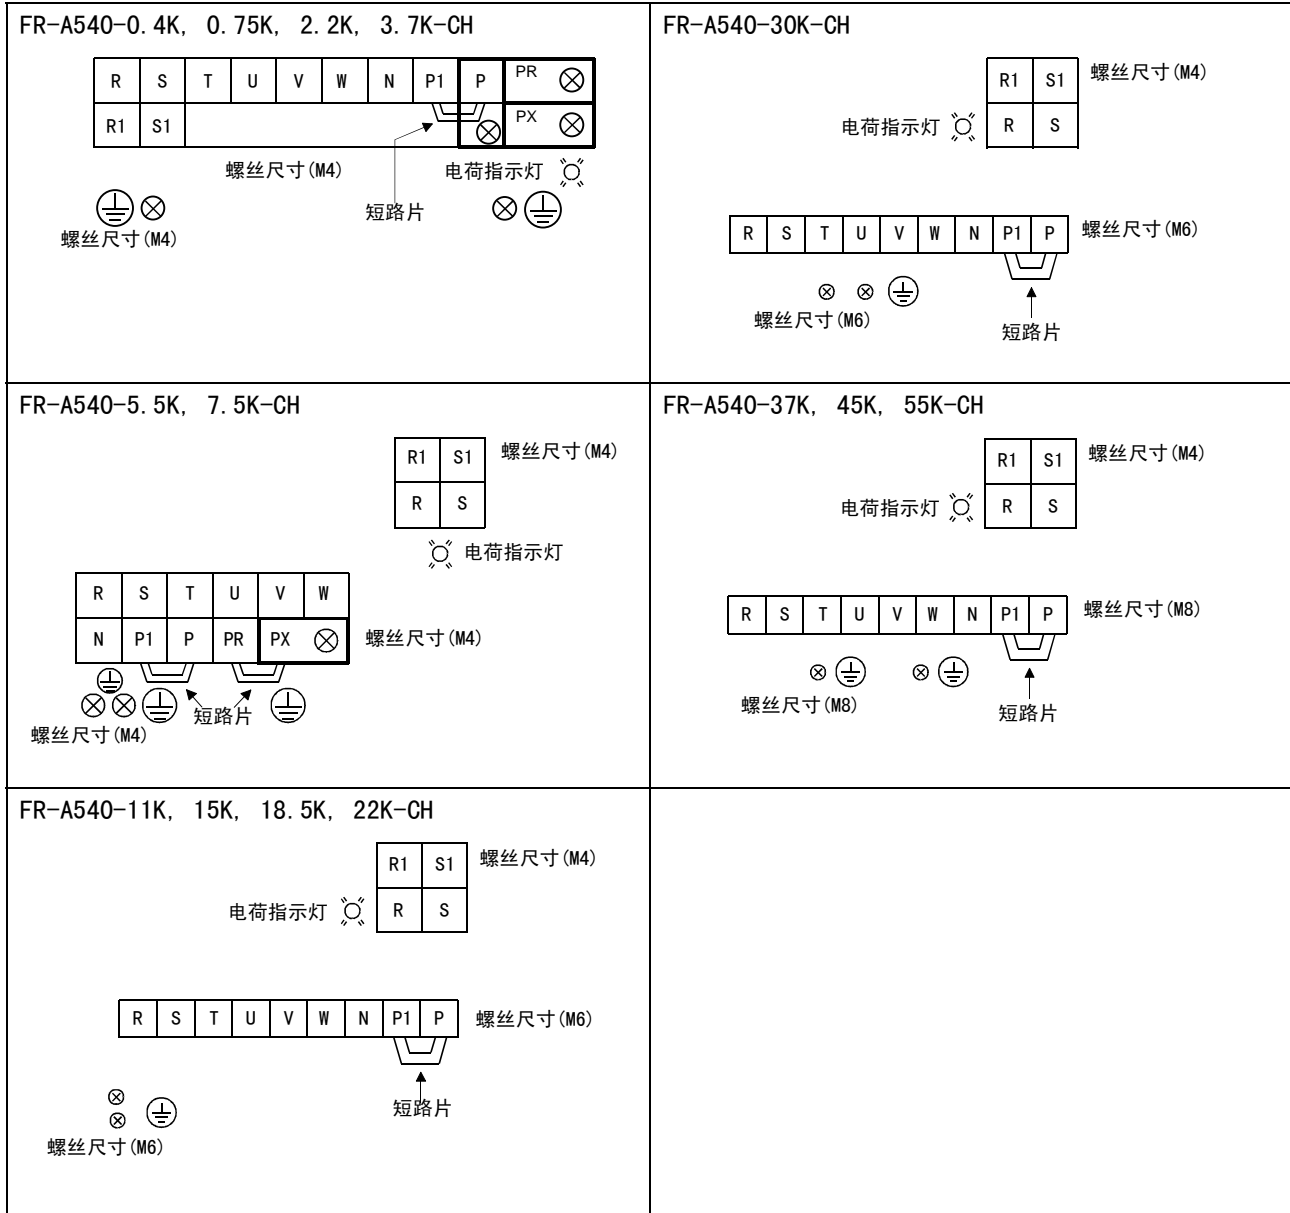 FR-A540-0.4K, 0.75K, 2.2K, 3.7K-CH
R S T U V W N P1 P PR
R1 S1 PX
螺丝尺寸(M4) 电荷指示灯
短路片
螺丝尺寸(M4)
FR-A540-30K-CH
R1 S1 螺丝尺寸(M4)
电荷指示灯 R S
R S T U V W N P1 P 螺丝尺寸(M6)
螺丝尺寸(M6)
短路片
FR-A540-5.5K, 7.5K-CH
R1 S1 螺丝尺寸(M4)
R S
电荷指示灯
R S T U V W
N P1 P PR PX 螺丝尺寸(M4)
短路片
螺丝尺寸(M4)
FR-A540-37K, 45K, 55K-CH
R1 S1 螺丝尺寸(M4)
电荷指示灯 R S
R S T U V W N P1 P 螺丝尺寸(M8)
螺丝尺寸(M8)
短路片
FR-A540-11K, 15K, 18.5K, 22K-CH
R1 S1 螺丝尺寸(M4)
电荷指示灯 R S
R S T U V W N P1 P 螺丝尺寸(M6)
短路片
螺丝尺寸(M6)